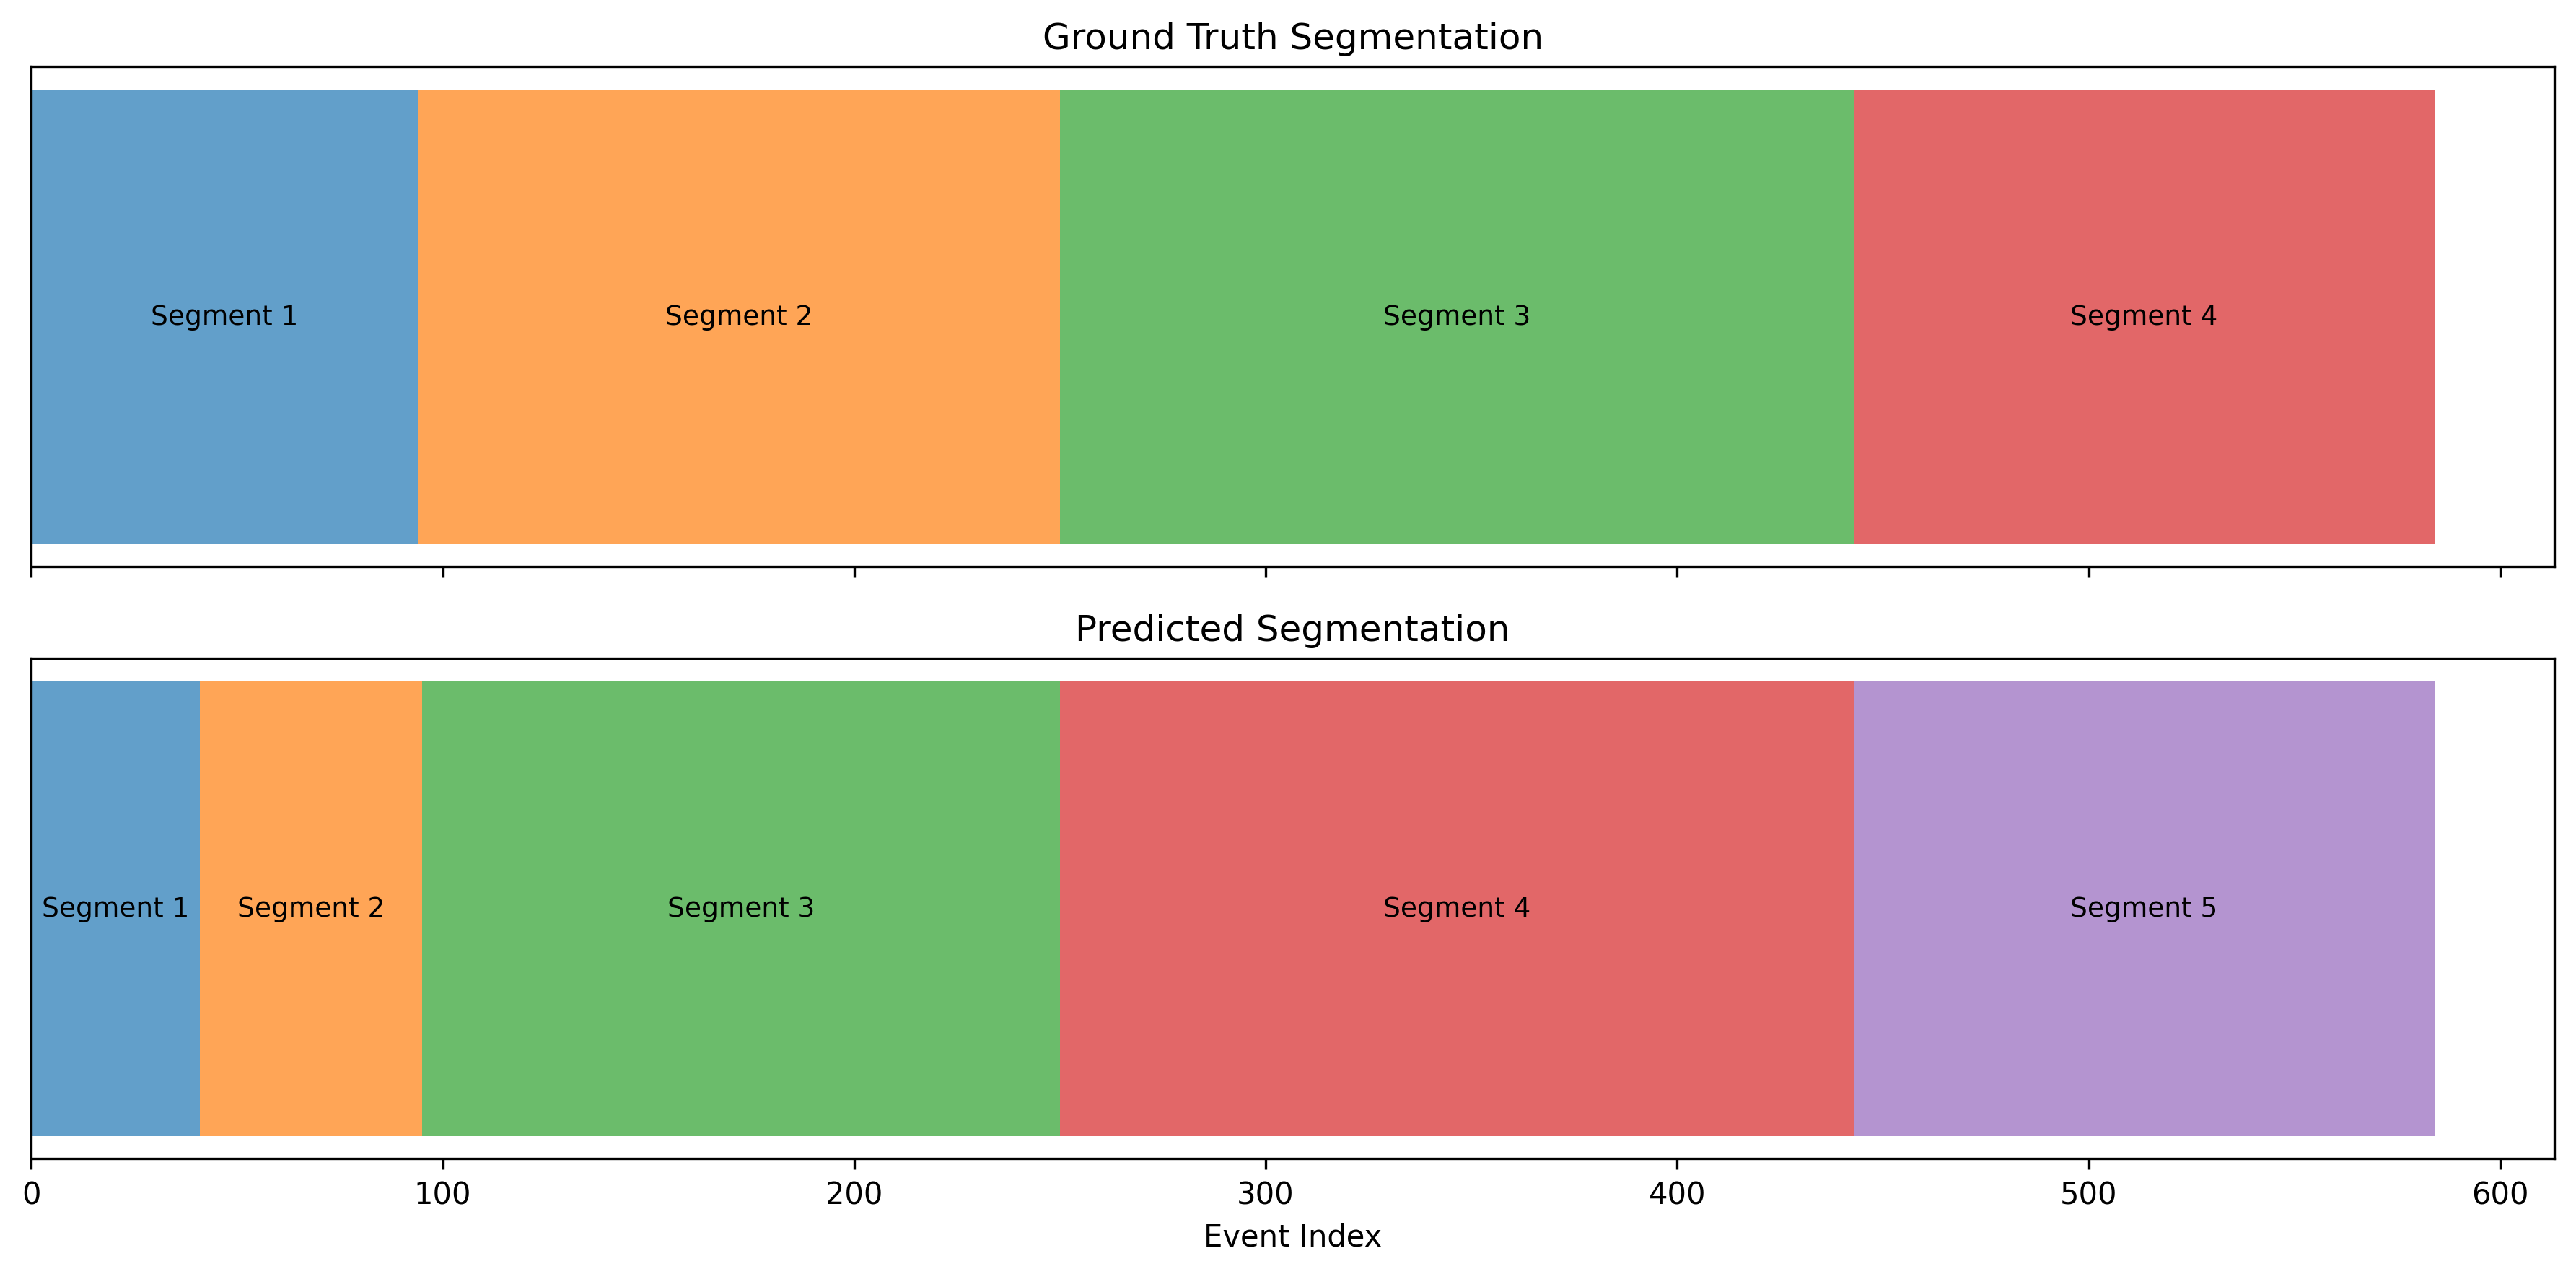 Ground Truth Segmentation
Segment 1 Segment 2 Segment 3 Segment 4
Predicted Segmentation
Segment 1 Segment 2 Segment 3 Segment 4 Segment 5
0 100 200 300 400 500 600
Event Index